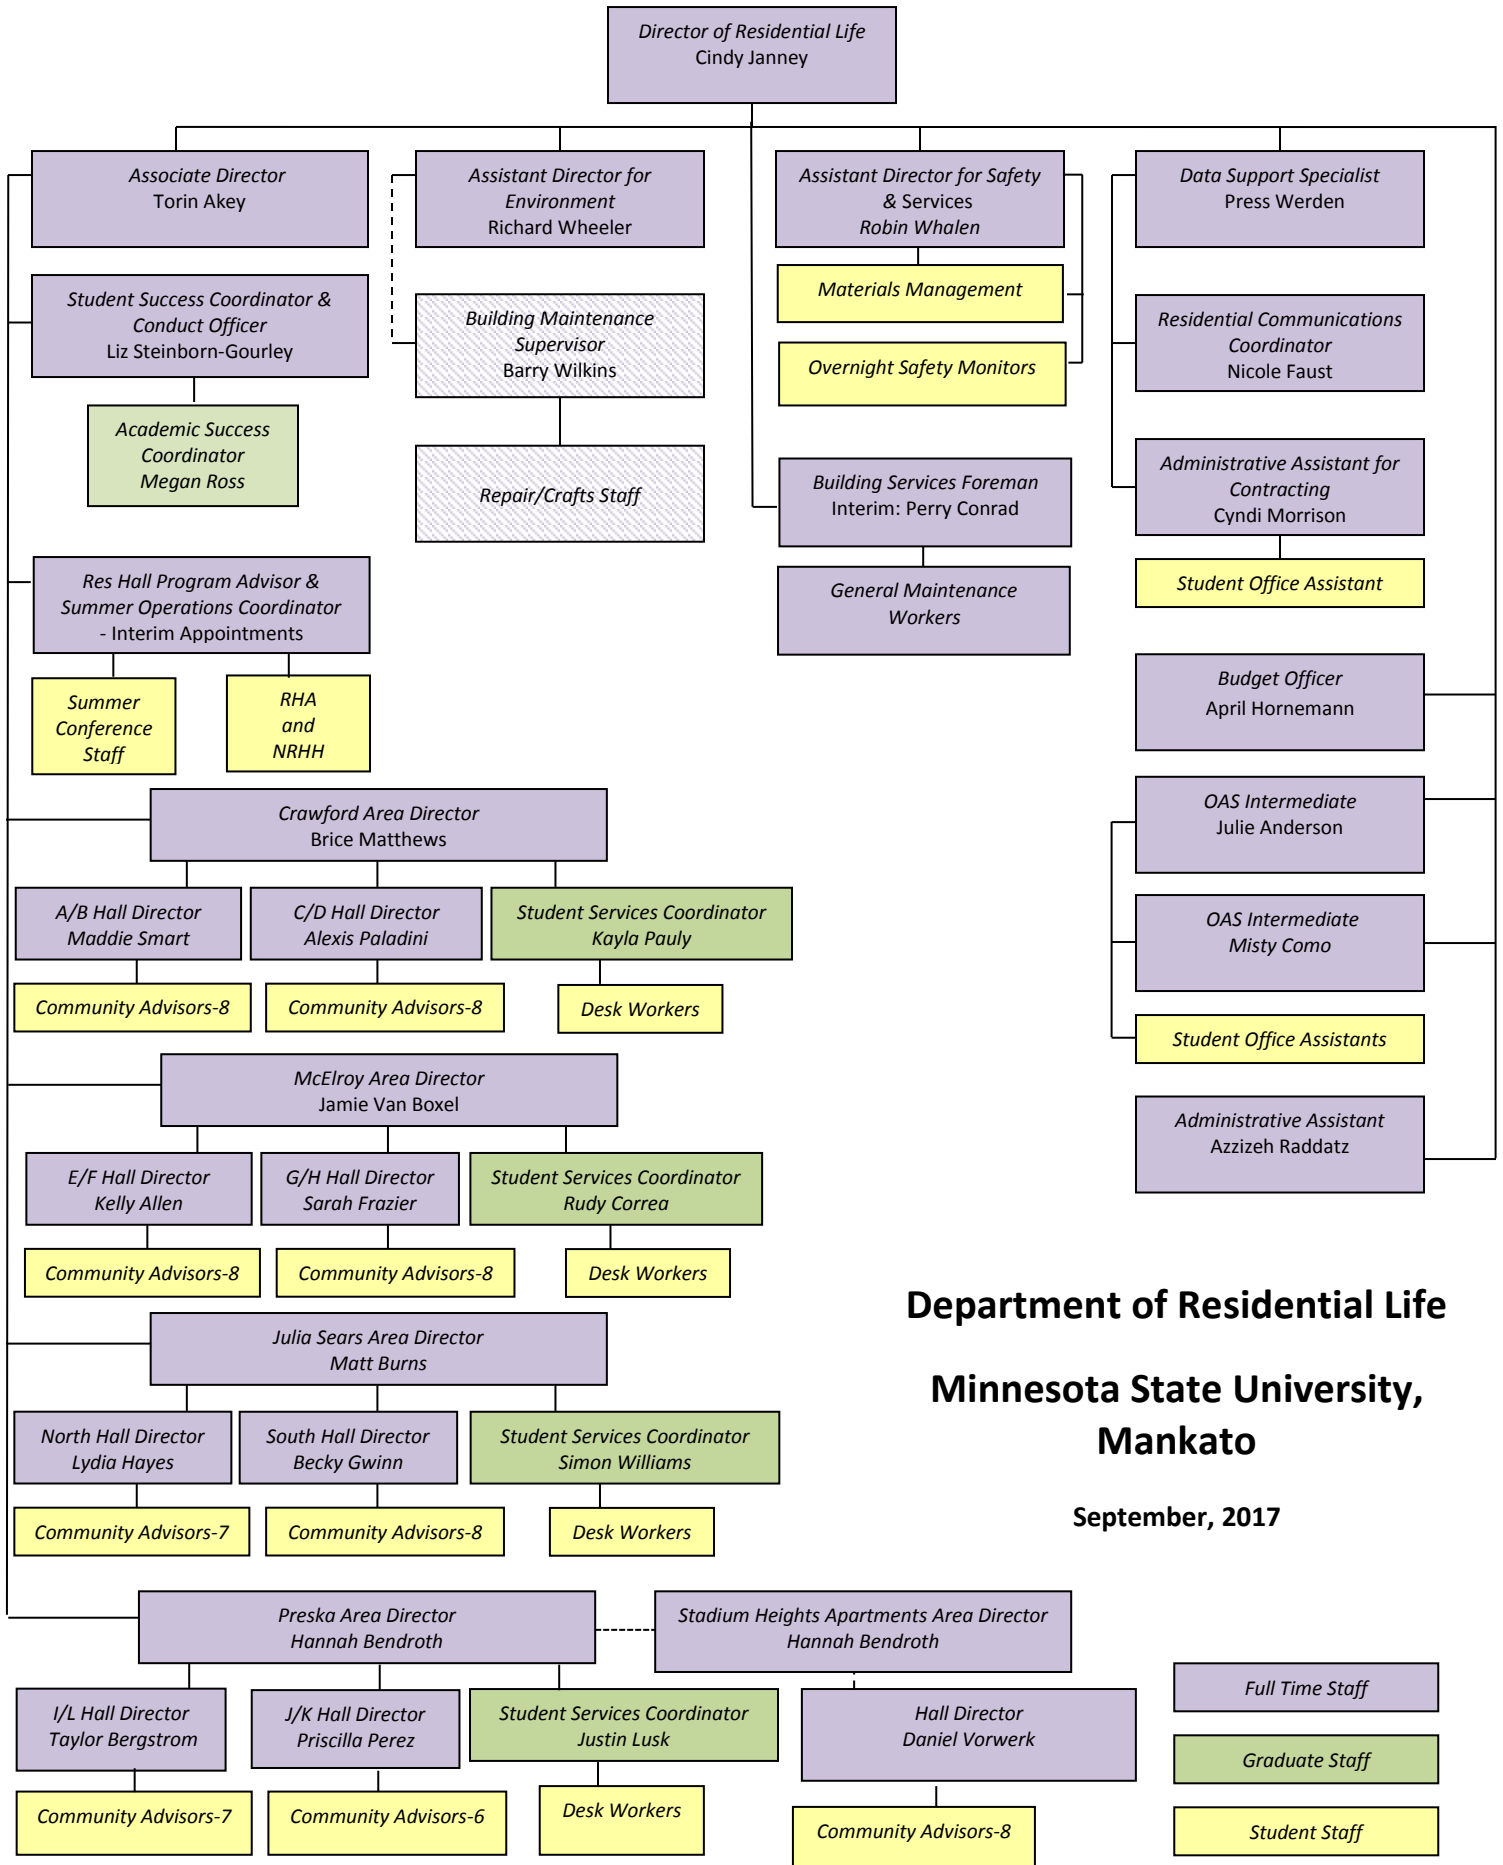 Director of Residential Life
Cindy Janney
Associate Director
Torin Akey
Assistant Director for
Environment
Richard Wheeler
Assistant Director for Safety
& Services
Robin Whalen
Data Support Specialist
Press Werden
Student Success Coordinator &
Conduct Officer
Liz Steinborn-Gourley
Building Maintenance
Supervisor
Barry Wilkins
Materials Management
Overnight Safety Monitors
Residential Communications
Coordinator
Nicole Faust
Academic Success
Coordinator
Megan Ross
Repair/Crafts Staff
Building Services Foreman
Interim: Perry Conrad
Administrative Assistant for
Contracting
Cyndi Morrison
Res Hall Program Advisor &
Summer Operations Coordinator
- Interim Appointments
General Maintenance
Workers
Student Office Assistant
Summer
Conference
Staff
RHA
and
NRHH
Budget Officer
April Hornemann
Crawford Area Director
Brice Matthews
OAS Intermediate
Julie Anderson
A/B Hall Director
Maddie Smart
C/D Hall Director
Alexis Paladini
Student Services Coordinator
Kayla Pauly
OAS Intermediate
Misty Como
Community Advisors-8
Community Advisors-8
Desk Workers
Student Office Assistants
McElroy Area Director
Jamie Van Boxel
Administrative Assistant
Azzizeh Raddatz
E/F Hall Director
Kelly Allen
G/H Hall Director
Sarah Frazier
Student Services Coordinator
Rudy Correa
Community Advisors-8
Community Advisors-8
Desk Workers
Department of Residential Life
Minnesota State University,
Mankato
September, 2017
Julia Sears Area Director
Matt Burns
North Hall Director
Lydia Hayes
South Hall Director
Becky Gwinn
Student Services Coordinator
Simon Williams
Community Advisors-7
Community Advisors-8
Desk Workers
Preska Area Director
Hannah Bendroth
Stadium Heights Apartments Area Director
Hannah Bendroth
I/L Hall Director
Taylor Bergstrom
J/K Hall Director
Priscilla Perez
Student Services Coordinator
Justin Lusk
Hall Director
Daniel Vorwerk
Community Advisors-7
Community Advisors-6
Desk Workers
Community Advisors-8
Full Time Staff
Graduate Staff
Student Staff